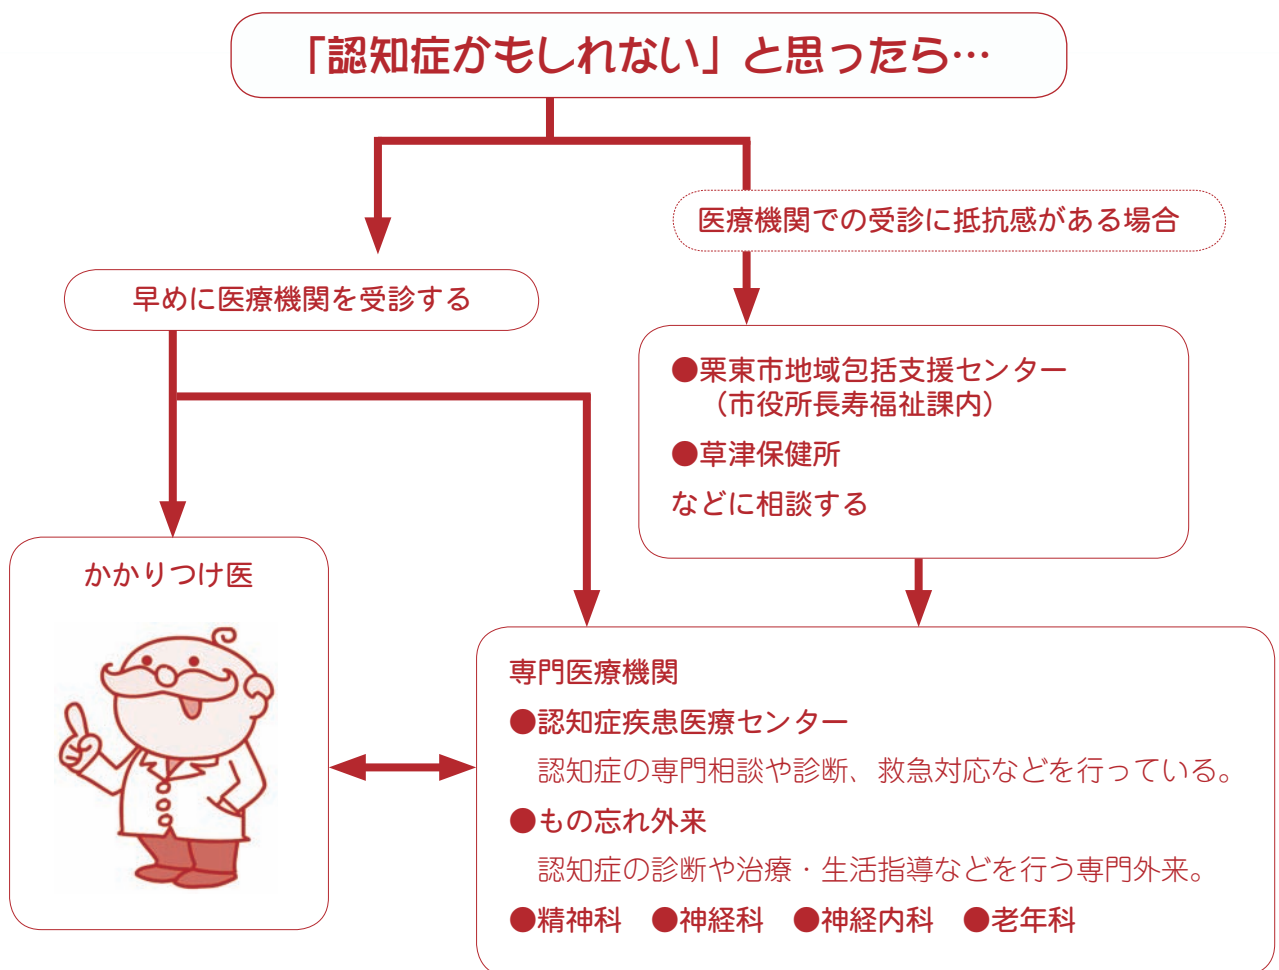 「認知症かもしれない」と思ったら…
医療機関での受診に抵抗感がある場合
早めに医療機関を受診する
●栗東市地域包括支援センター
（市役所長寿福祉課内）
●草津保健所
などに相談する
かかりつけ医
専門医療機関
●認知症疾患医療センター
認知症の専門相談や診断、救急対応などを行っている。
●もの忘れ外来
認知症の診断や治療・生活指導などを行う専門外来。
●精神科 ●神経科 ●神経内科 ●老年科